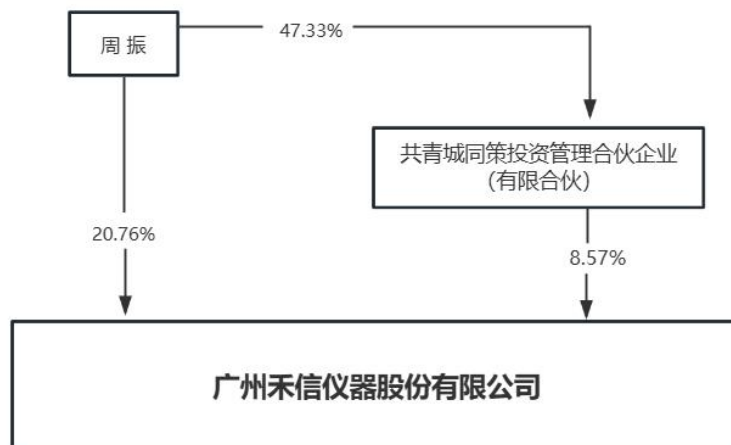 周 振
47.33%
共青城同策投资管理合伙企业
（有限合伙）
20.76%
8.57%
广州禾信仪器股份有限公司